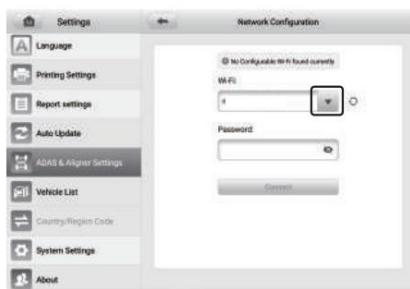 Settings
Language
Printing Settings
Report settings
Auto Update
ADAS & Aligner Settings
Vehicle List
Country/Region Code
System Settings
About
Network Configuration
No Configurable Wi-Fi found currently
Wi-Fi:
Password:
Connect